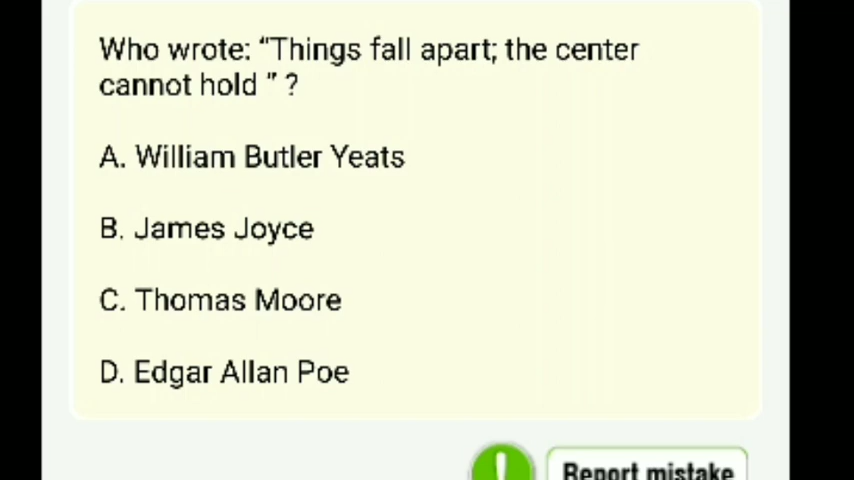 Who wrote: “Things fall apart; the center
cannot hold ” ?
A. William Butler Yeats
B. James Joyce
C. Thomas Moore
D. Edgar Allan Poe
! Report mistake